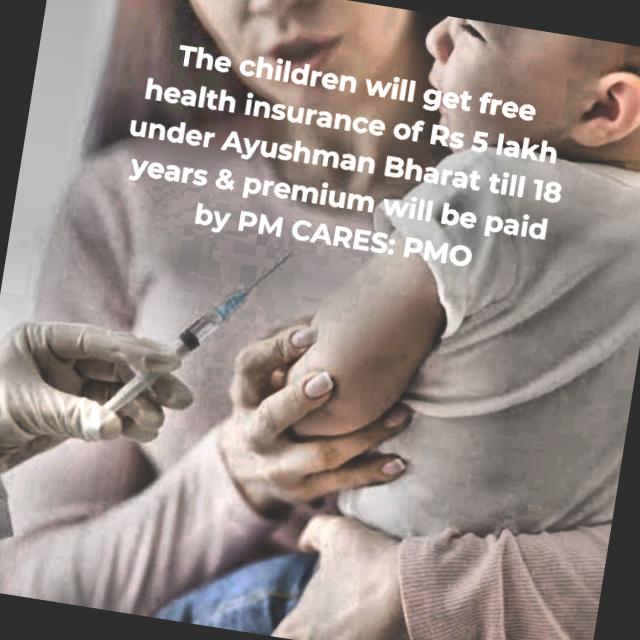 The children will get free
health insurance of Rs 5 lakh
under Ayushman Bharat till 18
years & premium will be paid
by PM CARES: PMO